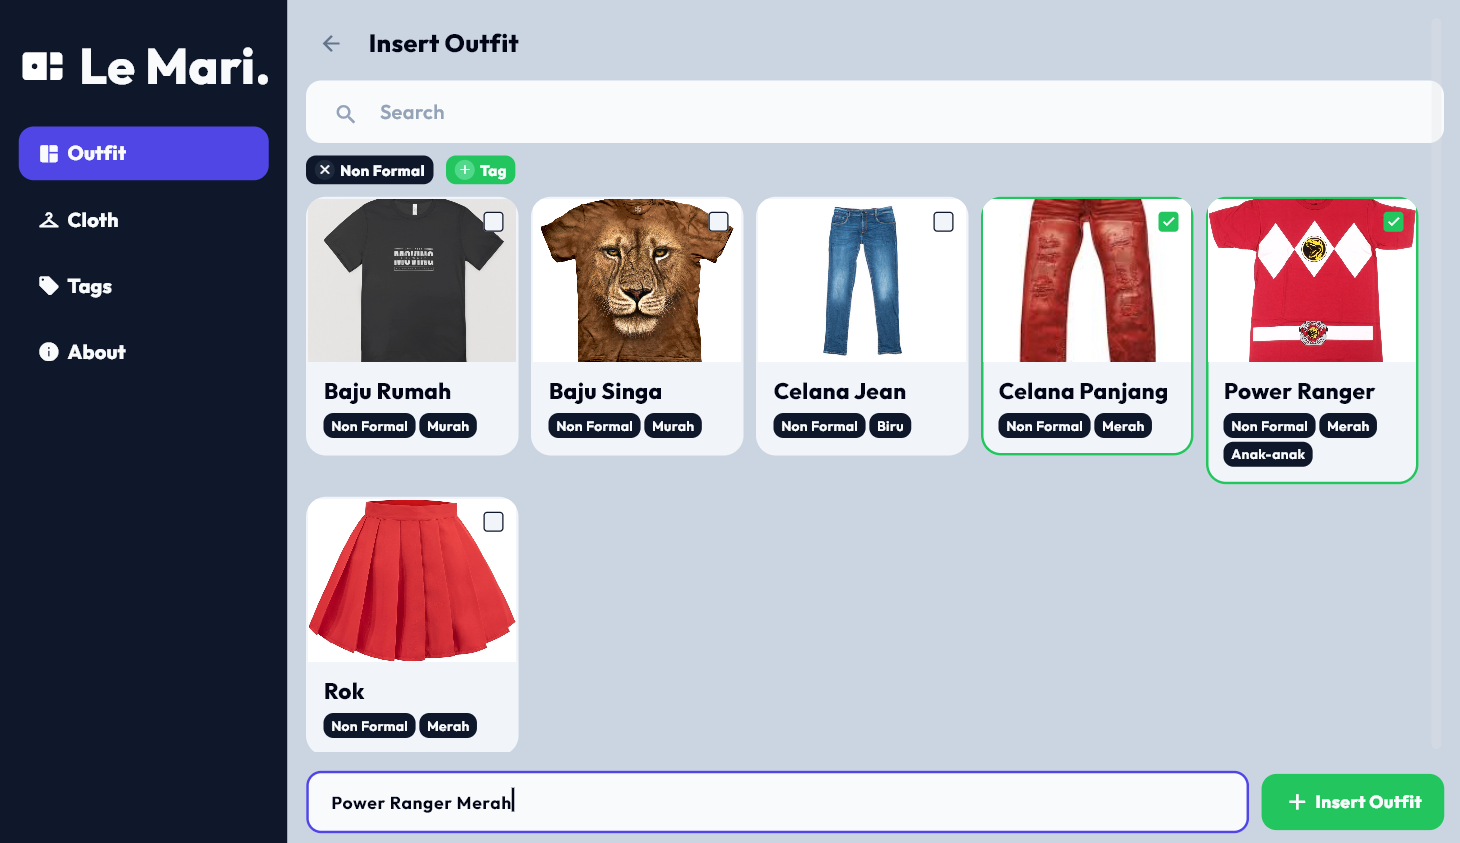 Le Mari.
Outfit
Cloth
Tags
About
Insert Outfit
Search
Non Formal
Tag
MOVING
Baju Rumah
Non Formal Murah
Baju Singa
Non Formal Murah
Celana Jean
Non Formal Biru
Celana Panjang
Non Formal Merah
Power Ranger
Non Formal Merah
Anak-anak
Rok
Non Formal Merah
Power Ranger Merah
Insert Outfit